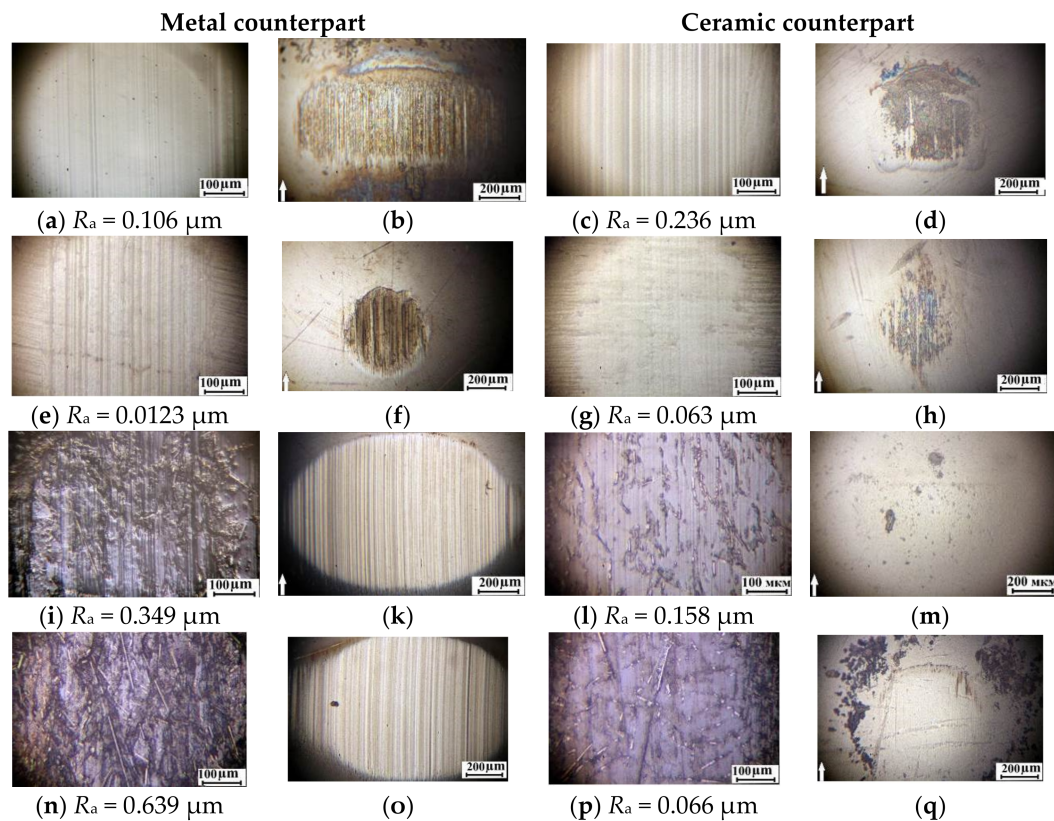 Metal counterpart Ceramic counterpart
100µm 200µm 100µm 200µm
(a) Ra = 0.106 µm (b) (c) Ra = 0.236 µm (d)
100µm 200µm 100µm 200µm
(e) Ra = 0.0123 µm (f) (g) Ra = 0.063 µm (h)
100µm 200µm 100 мкм 200 мкм
(i) Ra = 0.349 µm (k) (l) Ra = 0.158 µm (m)
100µm 200µm 100µm 200µm
(n) Ra = 0.639 µm (o) (p) Ra = 0.066 µm (q)